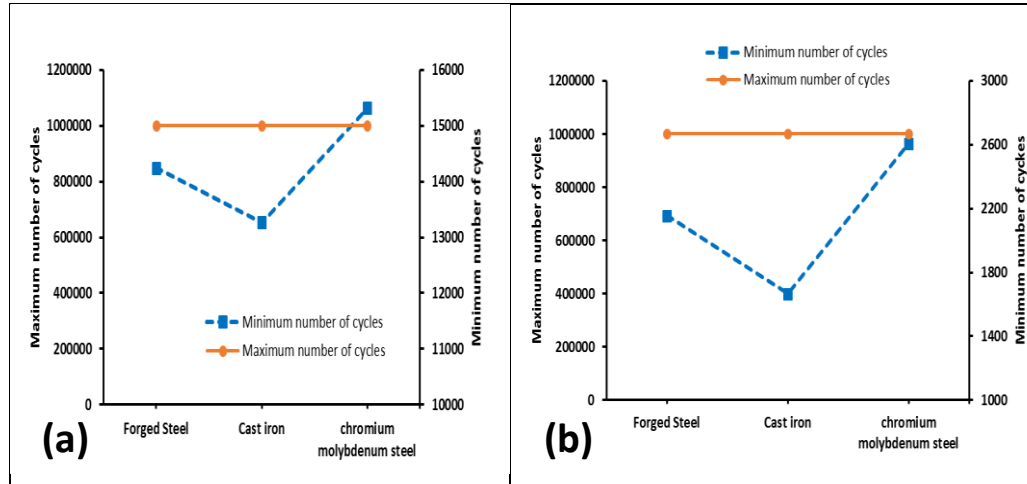 Maximum number of cycles
1200000
1000000
800000
600000
400000
200000
0
16000
15000
14000
13000
12000
11000
10000
Minimum number of cycles
Minimum number of cycles
Maximum number of cycles
Forged Steel
Cast iron
chromium
molybdenum steel
(a)
Minimum number of cycles
Maximum number of cycles
Maximum number of cycles
1200000
1000000
800000
600000
400000
200000
0
3000
2600
2200
1800
1400
1000
Minimum number of cyckes
Forged Steel
Cast iron
chromium
molybdenum steel
(b)